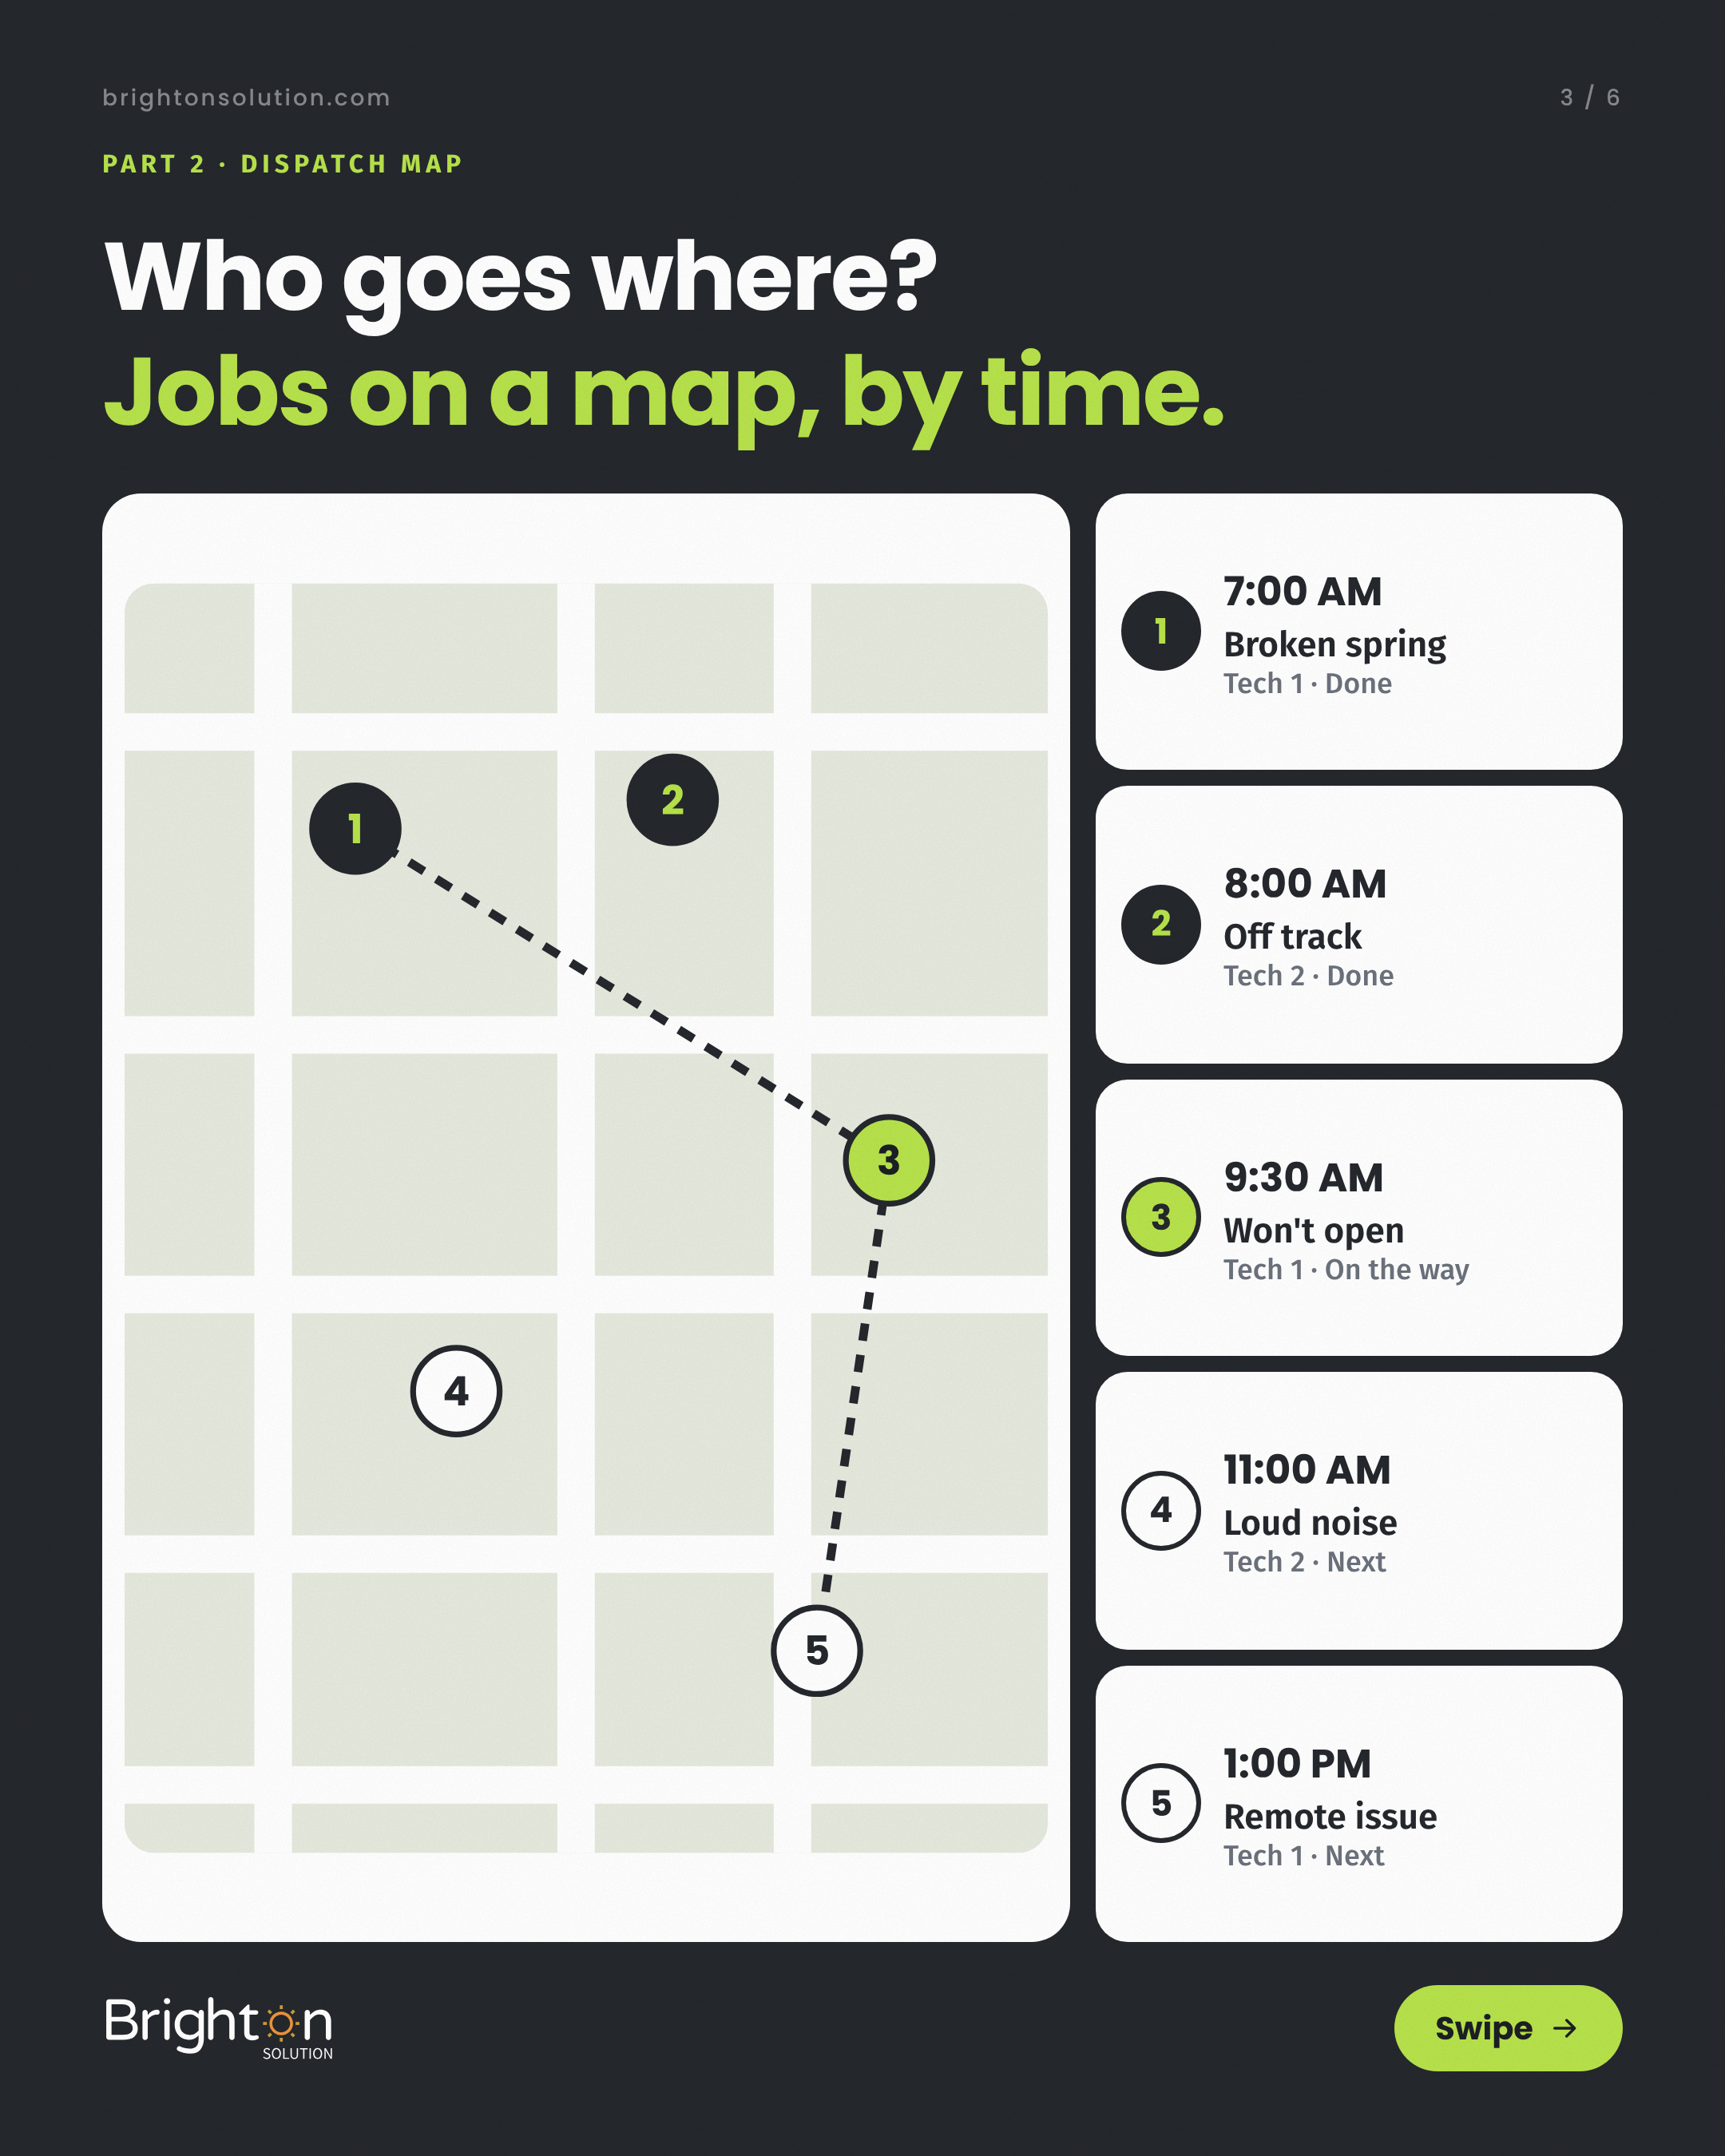 brightonsolution.com
3 / 6
PART 2 · DISPATCH MAP
Who goes where?
Jobs on a map, by time.
1
2
3
4
5
1
7:00 AM
Broken spring
Tech 1 · Done
2
8:00 AM
Off track
Tech 2 · Done
3
9:30 AM
Won't open
Tech 1 · On the way
4
11:00 AM
Loud noise
Tech 2 · Next
5
1:00 PM
Remote issue
Tech 1 · Next
Brighton
SOLUTION
Swipe →